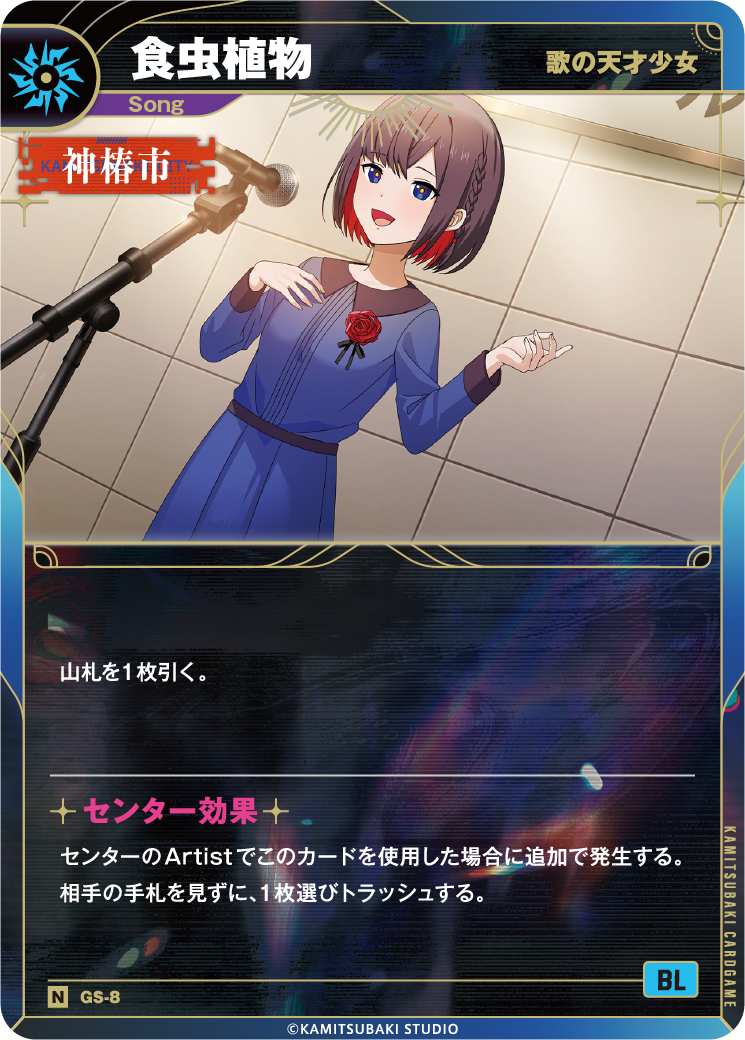 食虫植物
歌の天才少女
Song
神椿市
山札を1枚引く。
センター効果
センターのArtistでこのカードを使用した場合に追加で発生する。
相手の手札を見ずに、1枚選びトラッシュする。
KAMITSUBAKI CARDGAME
N GS-8
BL
©KAMITSUBAKI STUDIO